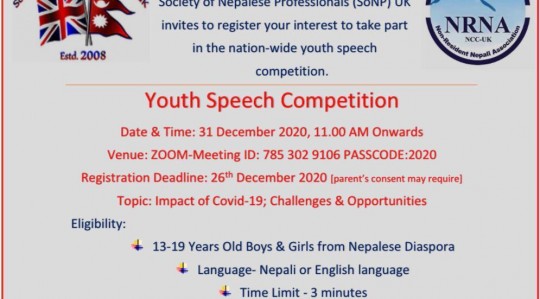 Society of Nepalese Professionals (SoNP) UK
invites to register your interest to take part
in the nation-wide youth speech
competition.
Estd. 2008
NRNA
NCC-UK
Non-Resident Nepali Association
Youth Speech Competition
Date & Time: 31 December 2020, 11.00 AM Onwards
Venue: ZOOM-Meeting ID: 785 302 9106 PASSCODE:2020
Registration Deadline: 26th December 2020 [parent's consent may require]
Topic: Impact of Covid-19; Challenges & Opportunities
Eligibility:
13-19 Years Old Boys & Girls from Nepalese Diaspora
Language- Nepali or English language
Time Limit - 3 minutes